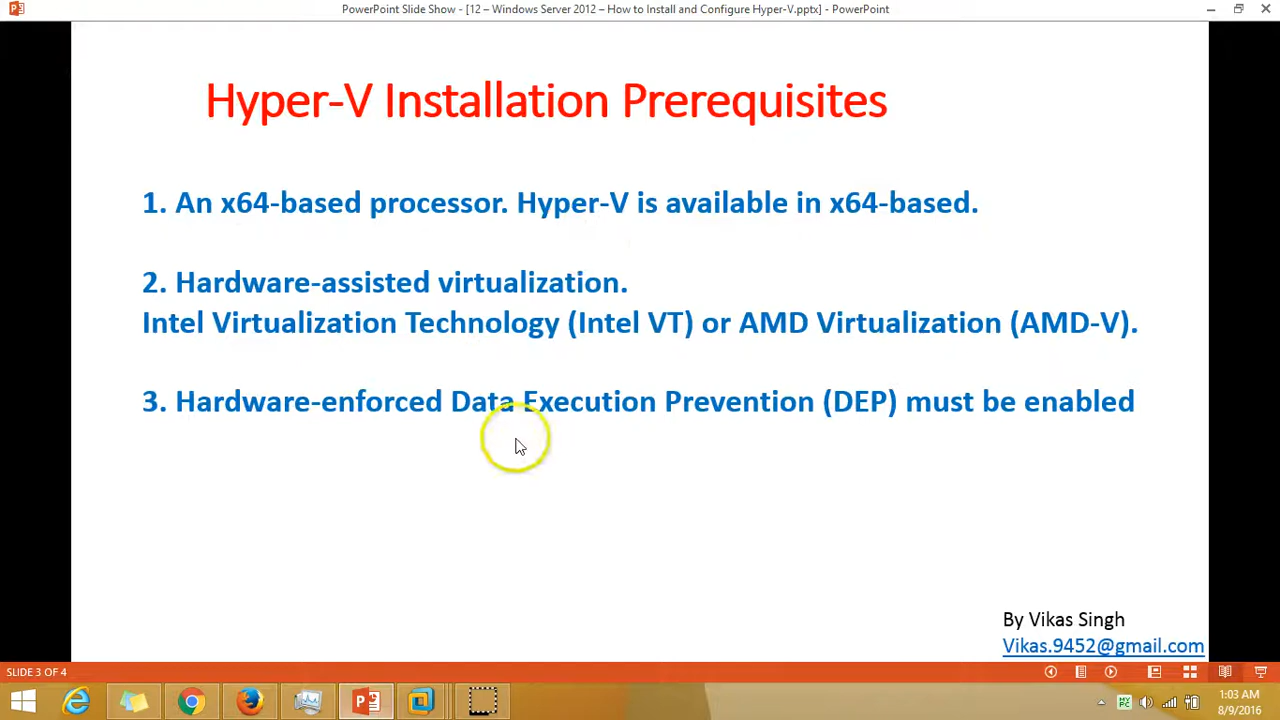 PowerPoint Slide Show - [12 – Windows Server 2012 – How to Install and Configure Hyper-V.pptx] - PowerPoint
Hyper-V Installation Prerequisites
1. An x64-based processor. Hyper-V is available in x64-based.
2. Hardware-assisted virtualization.
Intel Virtualization Technology (Intel VT) or AMD Virtualization (AMD-V).
3. Hardware-enforced Data Execution Prevention (DEP) must be enabled
By Vikas Singh
Vikas.9452@gmail.com
SLIDE 3 OF 4
1:03 AM
8/9/2016